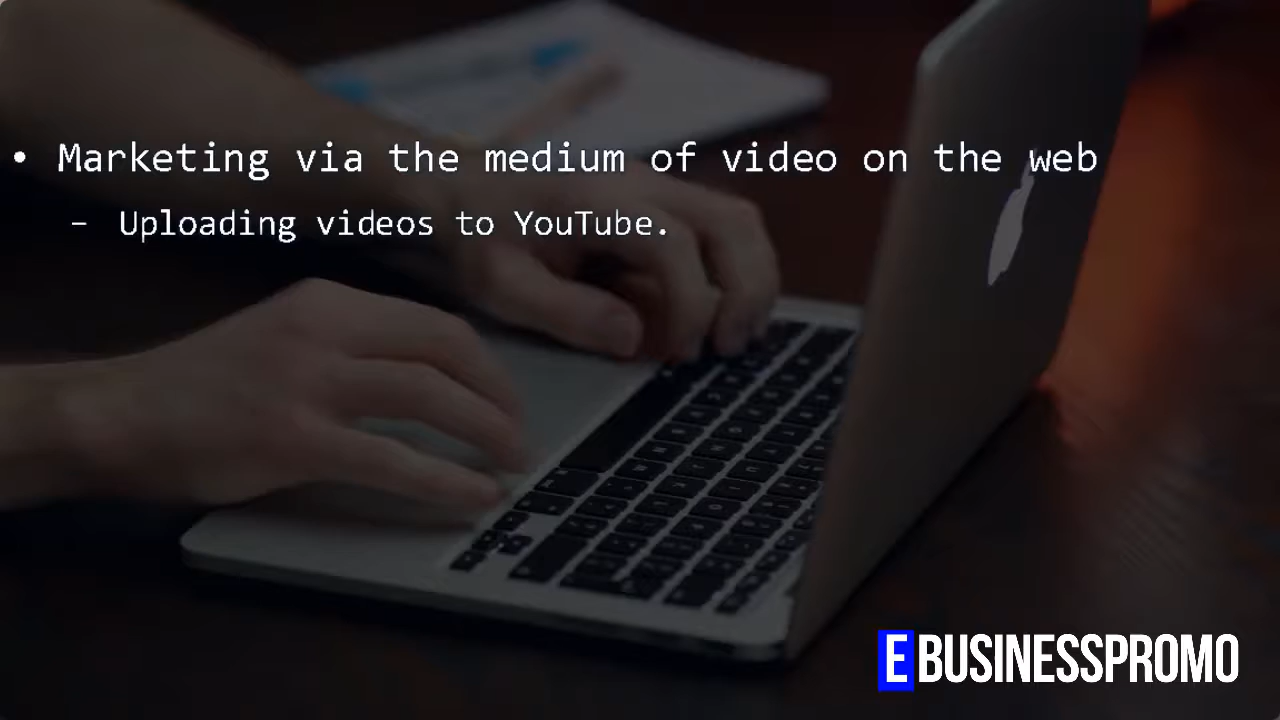 • Marketing via the medium of video on the web
– Uploading videos to YouTube.
EBUSINESSPROMO